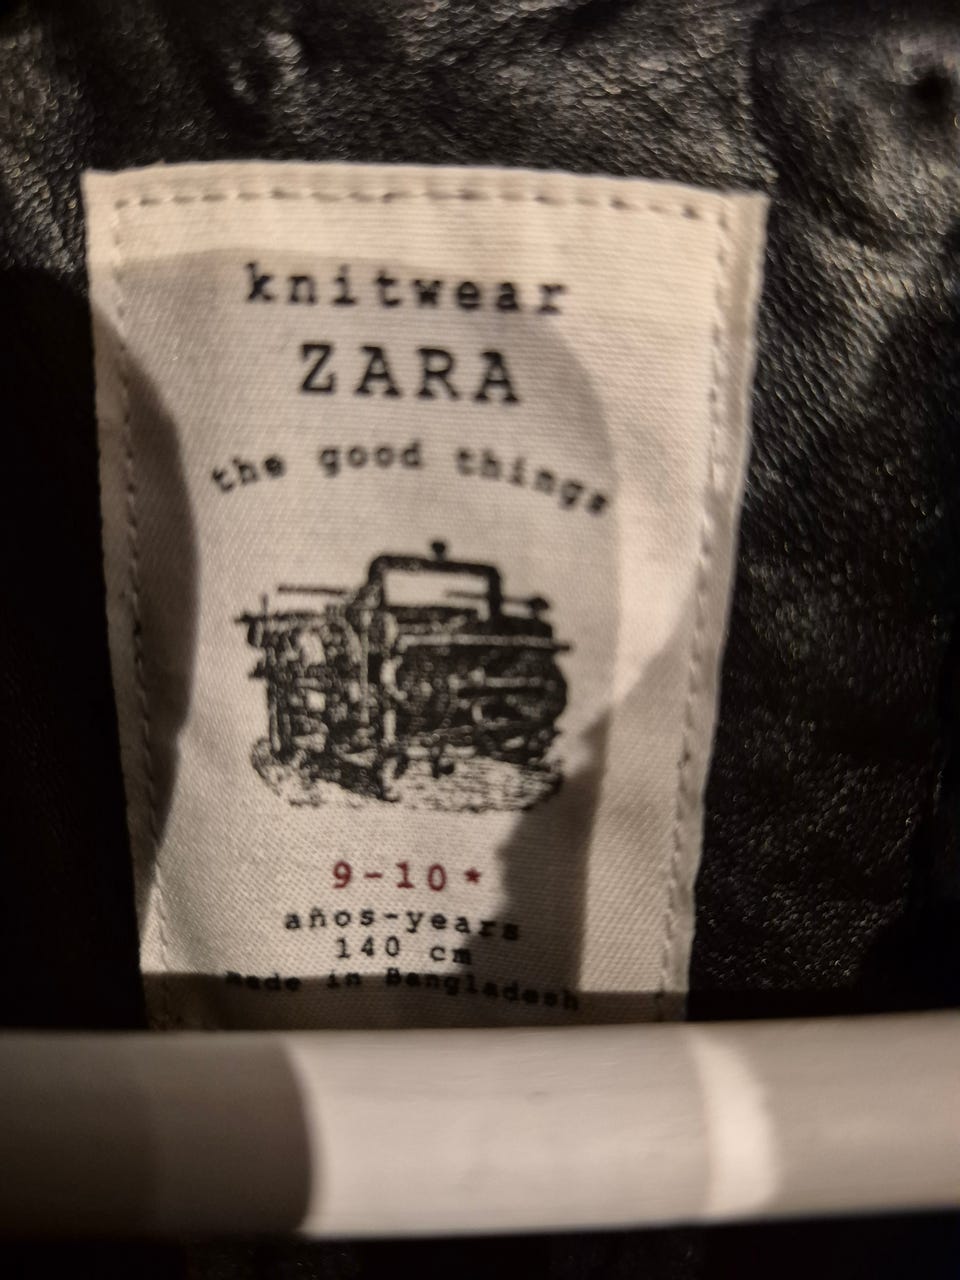 knitwear
ZARA
the good things
9-10*
años-years
140 cm
made in Bangladesh